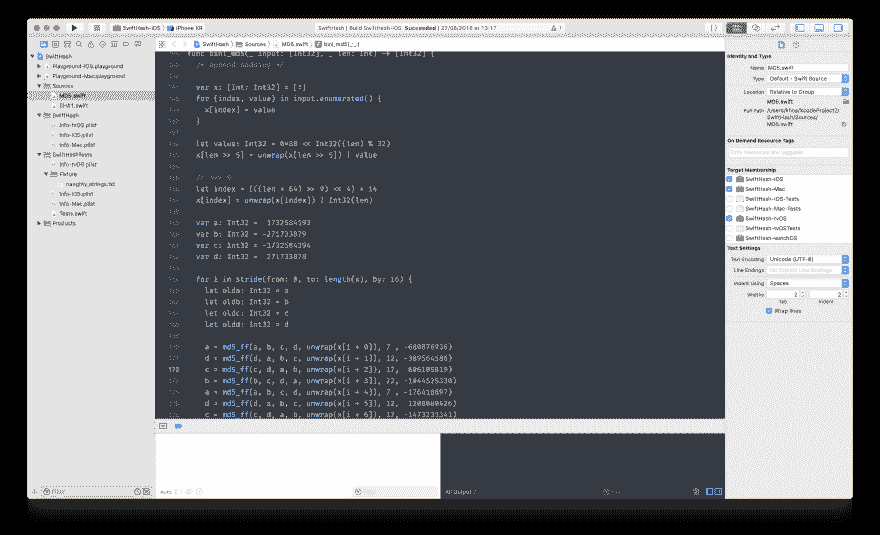 SwiftHash-iOS
iPhone XR
SwiftHash | Build SwiftHash-iOS: Succeeded | 27/08/2018 at 13:17
SwiftHash
Sources
MD5.swift
binl_md5(_:_:)
SwiftHash
Playground-iOS.playground
Playground-Mac.playground
Sources
MD5.swift
SHA1.swift
SwiftHash
Info-tvOS.plist
Info-iOS.plist
Info-Mac.plist
SwiftHashTests
Info-tvOS.plist
Fixture
naughty_strings.txt
Info-iOS.plist
Info-Mac.plist
Tests.swift
Products
Filter
func binl_md5(_ input: [Int32], _ len: Int) -> [Int32] {
/* append padding */
var x: [Int: Int32] = [:]
for (index, value) in input.enumerated() {
x[index] = value
}
let value: Int32 = 0x80 << Int32((len) % 32)
x[len >> 5] = unwrap(x[len >> 5]) | value
let index = (((len + 64) >> 9) << 4) + 14
x[index] = unwrap(x[index]) | Int32(len)
var a: Int32 = 1732584193
var b: Int32 = -271733879
var c: Int32 = -1732584194
var d: Int32 = 271733878
for i in stride(from: 0, to: length(x), by: 16) {
let olda: Int32 = a
let oldb: Int32 = b
let oldc: Int32 = c
let oldd: Int32 = d
a = md5_ff(a, b, c, d, unwrap(x[i + 0]), 7 , -680876936)
d = md5_ff(d, a, b, c, unwrap(x[i + 1]), 12, -389564586)
172 c = md5_ff(c, d, a, b, unwrap(x[i + 2]), 17, 606105819)
b = md5_ff(b, c, d, a, unwrap(x[i + 3]), 22, -1044525330)
a = md5_ff(a, b, c, d, unwrap(x[i + 4]), 7 , -176418897)
d = md5_ff(d, a, b, c, unwrap(x[i + 5]), 12, 1200080426)
c = md5_ff(c, d, a, b, unwrap(x[i + 6]), 17, -1473231341)
Auto
All Output
Identity and Type
Name MD5.swift
Type Default - Swift Source
Location Relative to Group
MD5.swift
Full Path /Users/khoa/XcodeProject2/
SwiftHash/Sources/
MD5.swift
On Demand Resource Tags
Only resources are taggable
Target Membership
SwiftHash-iOS
SwiftHash-Mac
SwiftHash-iOS-Tests
SwiftHash-Mac-Tests
SwiftHash-tvOS
SwiftHash-tvOSTests
SwiftHash-watchOS
Text Settings
Text Encoding Unicode (UTF-8)
Line Endings No Explicit Line Endings
Indent Using Spaces
Widths 2 2
Tab Indent
Wrap lines